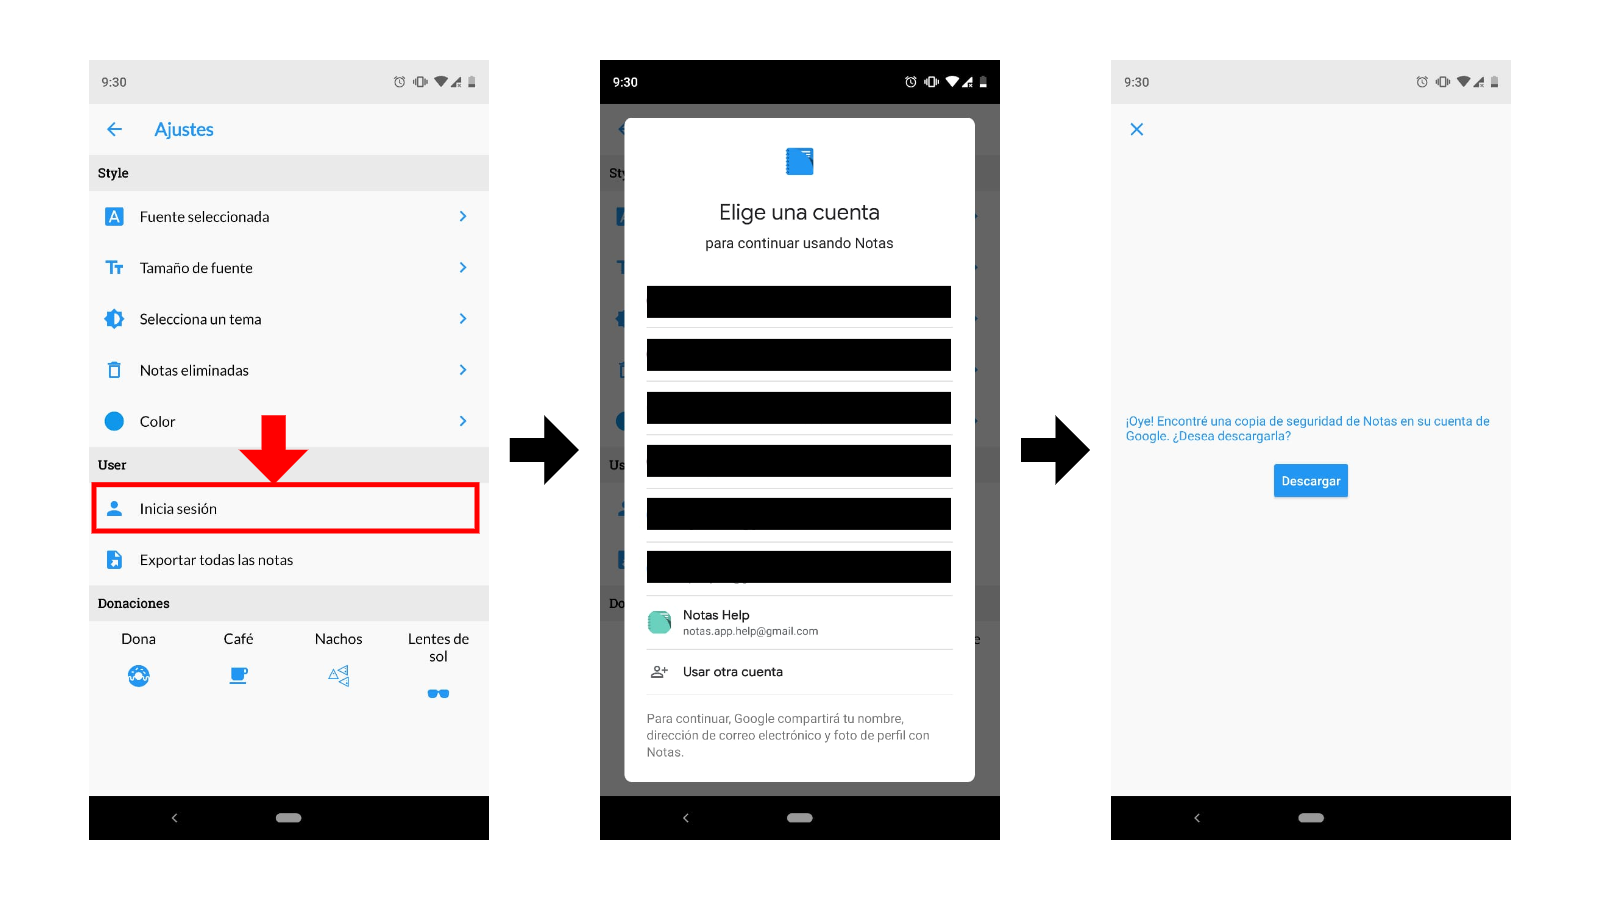 9:30
Ajustes
Style
Fuente seleccionada
Tamaño de fuente
Selecciona un tema
Notas eliminadas
Color
User
Inicia sesión
Exportar todas las notas
Donaciones
Dona
Café
Nachos
Lentes de
sol
9:30
Elige una cuenta
para continuar usando Notas
Notas Help
notas.app.help@gmail.com
Usar otra cuenta
Para continuar, Google compartirá tu nombre,
dirección de correo electrónico y foto de perfil con
Notas.
9:30
¡Oye! Encontré una copia de seguridad de Notas en su cuenta de
Google. ¿Desea descargarla?
Descargar